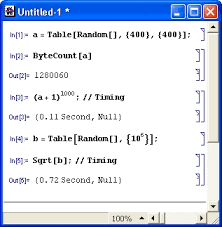 Untitled-1 *
In[1]:= a = Table[Random[], {400}, {400}];
In[2]:= ByteCount[a]
Out[2]= 1280060
In[3]:= (a + 1)^1000; // Timing
Out[3]= {0.11 Second, Null}
In[4]:= b = Table[Random[], {10^6}];
In[5]:= Sqrt[b]; // Timing
Out[5]= {0.72 Second, Null}
100%